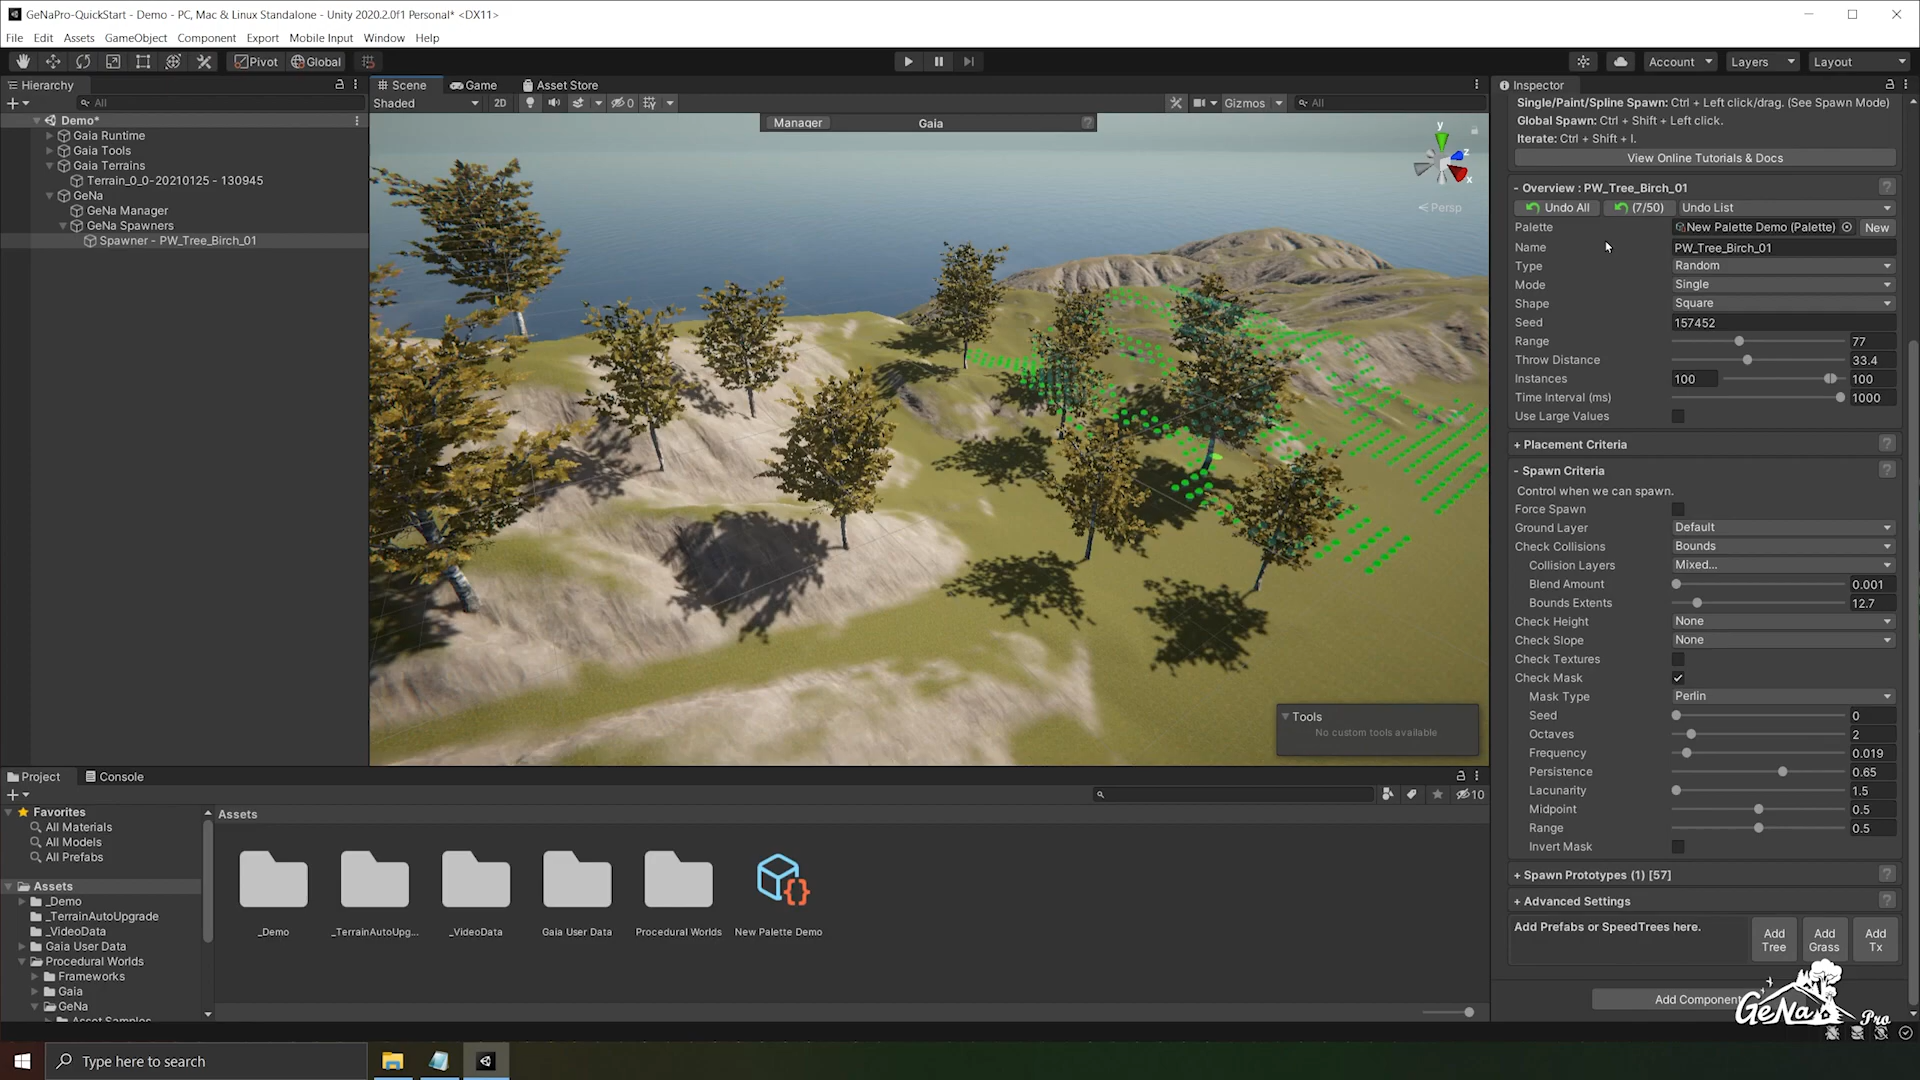 GeNaPro-QuickStart - Demo - PC, Mac & Linux Standalone - Unity 2020.2.0f1 Personal* <DX11>
File Edit Assets GameObject Component Export Mobile Input Window Help
Pivot Global Account Layers Layout
Hierarchy
All
Demo*
Gaia Runtime
Gaia Tools
Gaia Terrains
Terrain_0_0-20210125 - 130945
GeNa
GeNa Manager
GeNa Spawners
Spawner - PW_Tree_Birch_01
Scene Game Asset Store
Shaded 2D 0 Gizmos All
Manager Gaia
y
z
x
Persp
Tools
No custom tools available
Inspector
Single/Paint/Spline Spawn: Ctrl + Left click/drag. (See Spawn Mode)
Global Spawn: Ctrl + Shift + Left click.
Iterate: Ctrl + Shift + I.
View Online Tutorials & Docs
- Overview : PW_Tree_Birch_01
Undo All (7/50) Undo List
Palette New Palette Demo (Palette) New
Name PW_Tree_Birch_01
Type Random
Mode Single
Shape Square
Seed 157452
Range 77
Throw Distance 33.4
Instances 100 100
Time Interval (ms) 1000
Use Large Values
+ Placement Criteria
- Spawn Criteria
Control when we can spawn.
Force Spawn
Ground Layer Default
Check Collisions Bounds
Collision Layers Mixed...
Blend Amount 0.001
Bounds Extents 12.7
Check Height None
Check Slope None
Check Textures
Check Mask
Mask Type Perlin
Seed 0
Octaves 2
Frequency 0.019
Persistence 0.65
Lacunarity 1.5
Midpoint 0.5
Range 0.5
Invert Mask
+ Spawn Prototypes (1) [57]
+ Advanced Settings
Add Prefabs or SpeedTrees here.
Add Tree
Add Grass
Add Tx
Add Component
GeNa Pro
Project Console
10
Favorites
All Materials
All Models
All Prefabs
Assets
_Demo
_TerrainAutoUpgrade
_VideoData
Gaia User Data
Procedural Worlds
Frameworks
Gaia
GeNa
Asset Samples
Assets
_Demo _TerrainAutoUpg... _VideoData Gaia User Data Procedural Worlds New Palette Demo
Type here to search